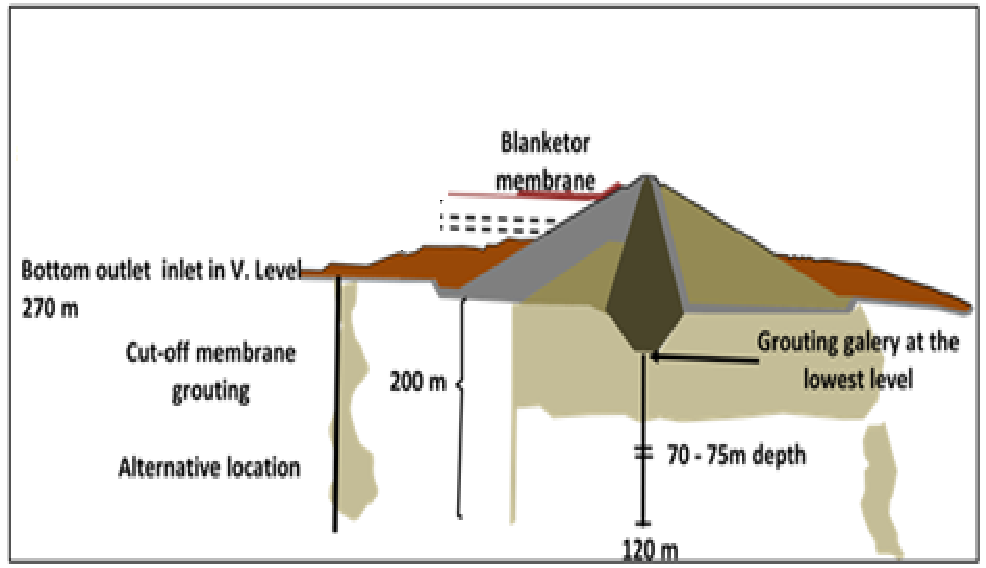 Blanketor
membrane
Bottom outlet inlet in V. Level
270 m
Cut-off membrane
grouting
200 m
Grouting galery at the
lowest level
Alternative location
70 - 75m depth
120 m